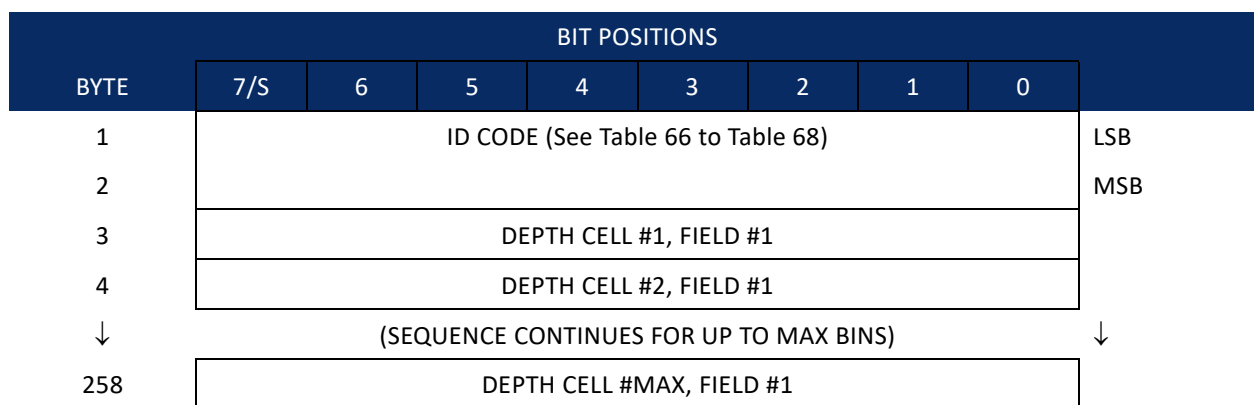 BIT POSITIONS
BYTE 7/S 6 5 4 3 2 1 0
1 ID CODE (See Table 66 to Table 68) LSB
2 MSB
3 DEPTH CELL #1, FIELD #1
4 DEPTH CELL #2, FIELD #1
↓ (SEQUENCE CONTINUES FOR UP TO MAX BINS) ↓
258 DEPTH CELL #MAX, FIELD #1